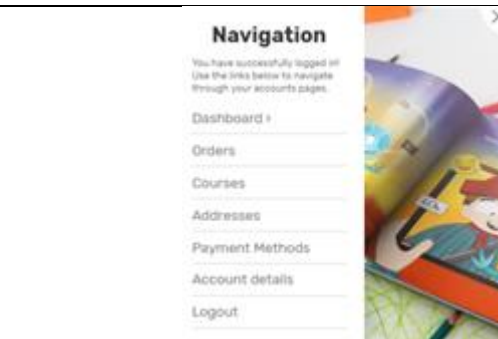 Navigation
You have successfully logged in!
Use the links below to navigate
through your accounts pages.
Dashboard ›
Orders
Courses
Addresses
Payment Methods
Account details
Logout